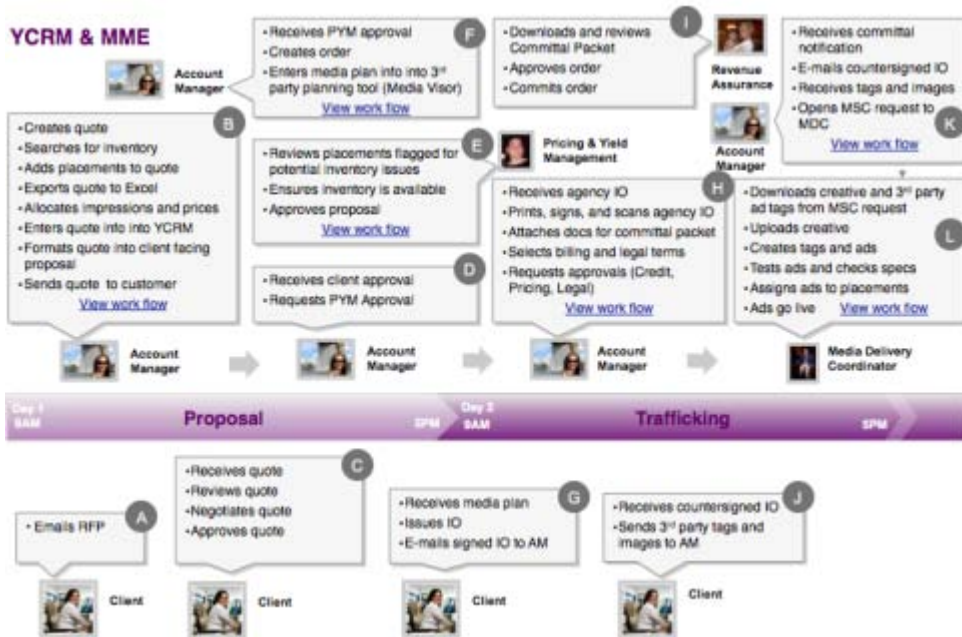 YCRM & MME
•Receives PYM approval
•Creates order
•Enters media plan info into 3rd
party planning tool (Media Visor)
View work flow
F
Account
Manager
•Downloads and reviews
Committal Packet
•Approves order
•Commits order
I
Revenue
Assurance
•Receives committal
notification
•E-mails countersigned IO
•Receives tags and images
•Opens MSC request to
MDC
View work flow
K
Account
Manager
•Creates quote
•Searches for inventory
•Adds placements to quote
•Exports quote to Excel
•Allocates impressions and prices
•Enters quote info into YCRM
•Formats quote into client facing
proposal
•Sends quote to customer
View work flow
B
•Reviews placements flagged for
potential inventory issues
•Ensures inventory is available
•Approves proposal
View work flow
E
Pricing & Yield
Management
•Receives client approval
•Requests PYM Approval
D
•Receives agency IO
•Prints, signs, and scans agency IO
•Attaches docs for committal packet
•Selects billing and legal terms
•Requests approvals (Credit,
Pricing, Legal)
View work flow
H
•Downloads creative and 3rd party
ad tags from MSC request
•Uploads creative
•Creates tags and ads
•Tests ads and checks specs
•Assigns ads to placements
•Ads go live View work flow
L
Account
Manager
Account
Manager
Account
Manager
Media Delivery
Coordinator
Day 1
9AM
Proposal
5PM
Day 2
9AM
Trafficking
5PM
• Emails RFP
A
Client
•Receives quote
•Reviews quote
•Negotiates quote
•Approves quote
C
Client
•Receives media plan
•Issues IO
•E-mails signed IO to AM
G
Client
•Receives countersigned IO
•Sends 3rd party tags and
images to AM
J
Client